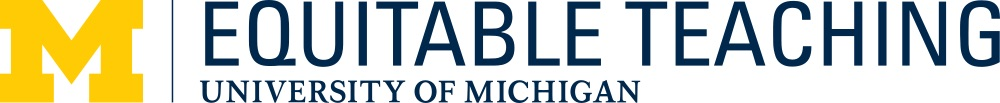 M
EQUITABLE TEACHING
UNIVERSITY OF MICHIGAN